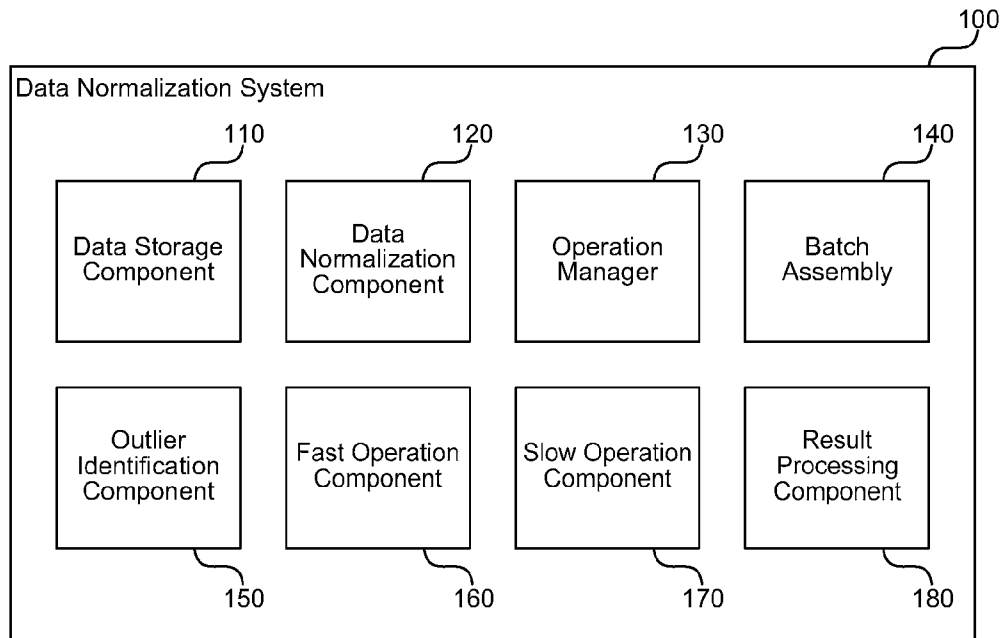 100
Data Normalization System
110
120
130
140
Data Storage
Component
Data
Normalization
Component
Operation
Manager
Batch
Assembly
Outlier
Identification
Component
Fast Operation
Component
Slow Operation
Component
Result
Processing
Component
150
160
170
180